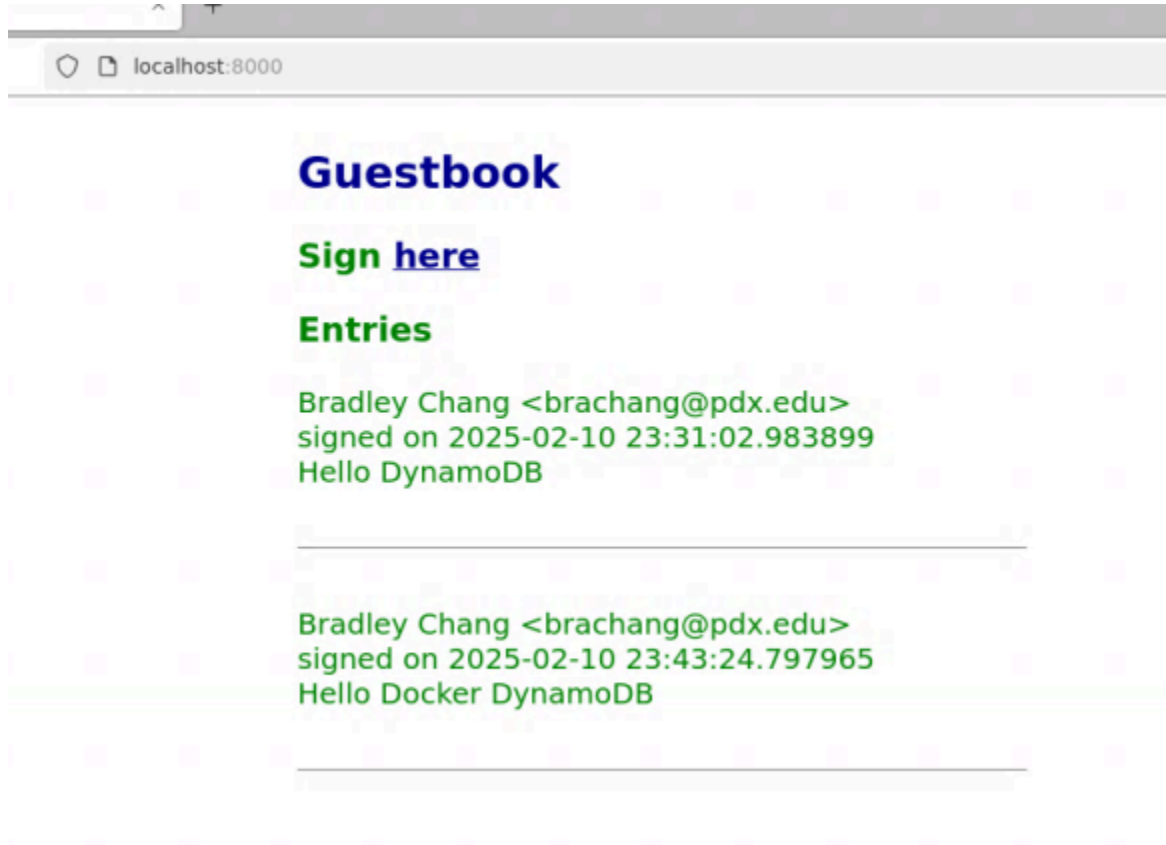 localhost:8000
Guestbook
Sign here
Entries
Bradley Chang <brachang@pdx.edu>
signed on 2025-02-10 23:31:02.983899
Hello DynamoDB
Bradley Chang <brachang@pdx.edu>
signed on 2025-02-10 23:43:24.797965
Hello Docker DynamoDB